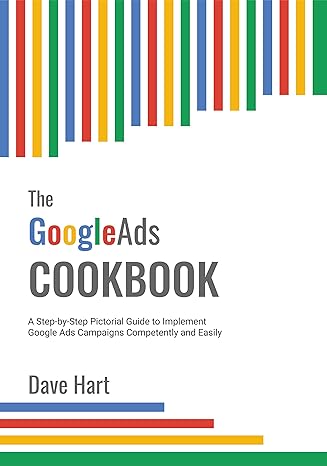 The
GoogleAds
COOKBOOK
A Step-by-Step Pictorial Guide to Implement
Google Ads Campaigns Competently and Easily
Dave Hart